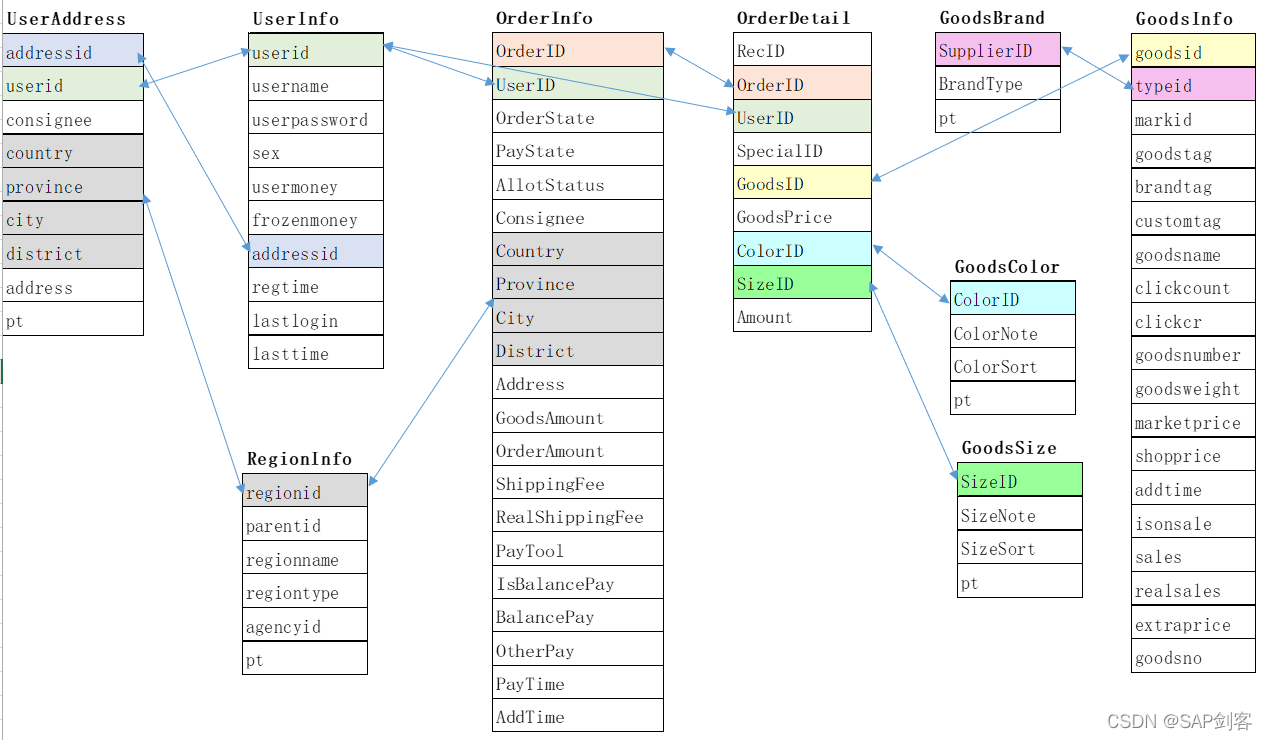 UserAddress
addressid
userid
consignee
country
province
city
district
address
pt
UserInfo
userid
username
userpassword
sex
usermoney
frozenmoney
addressid
regtime
lastlogin
lasttime
RegionInfo
regionid
parentid
regionname
regiontype
agencyid
pt
OrderInfo
OrderID
UserID
OrderState
PayState
AllotStatus
Consignee
Country
Province
City
District
Address
GoodsAmount
OrderAmount
ShippingFee
RealShippingFee
PayTool
IsBalancePay
BalancePay
OtherPay
PayTime
AddTime
OrderDetail
RecID
OrderID
UserID
SpecialID
GoodsID
GoodsPrice
ColorID
SizeID
Amount
GoodsBrand
SupplierID
BrandType
pt
GoodsColor
ColorID
ColorNote
ColorSort
pt
GoodsSize
SizeID
SizeNote
SizeSort
pt
GoodsInfo
goodsid
typeid
markid
goodstag
brandtag
customtag
goodsname
clickcount
clickcr
goodsnumber
goodsweight
marketprice
shopprice
addtime
isonsale
sales
realsales
extraprice
goodsno
CSDN @SAP剑客